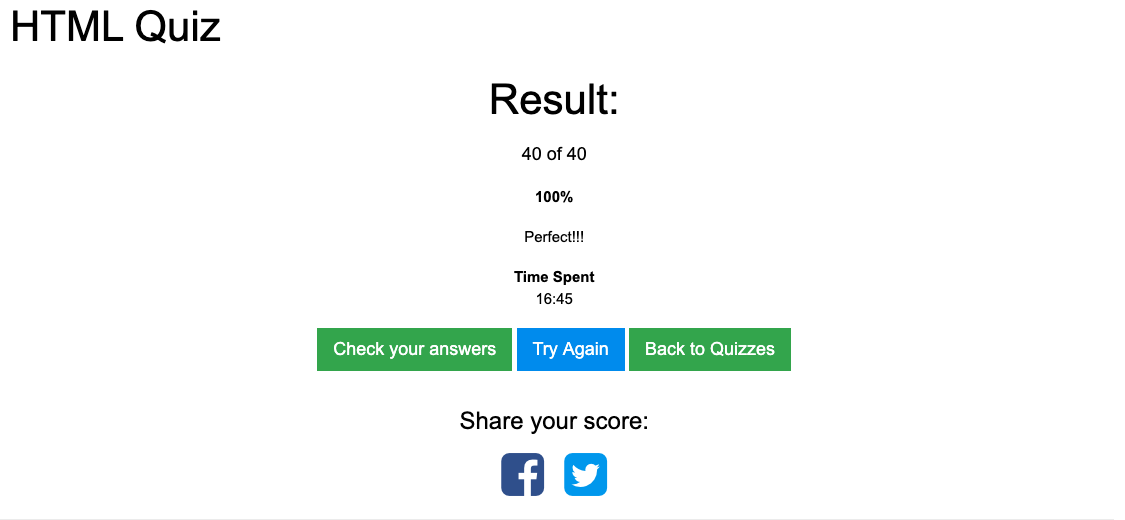 HTML Quiz
Result:
40 of 40
100%
Perfect!!!
Time Spent
16:45
Check your answers Try Again Back to Quizzes
Share your score: